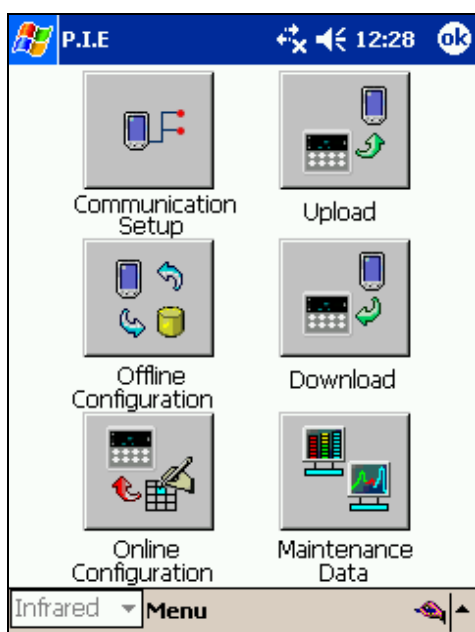 P.I.E 12:28 ok
Communication
Setup
Upload
Offline
Configuration
Download
Online
Configuration
Maintenance
Data
Infrared Menu